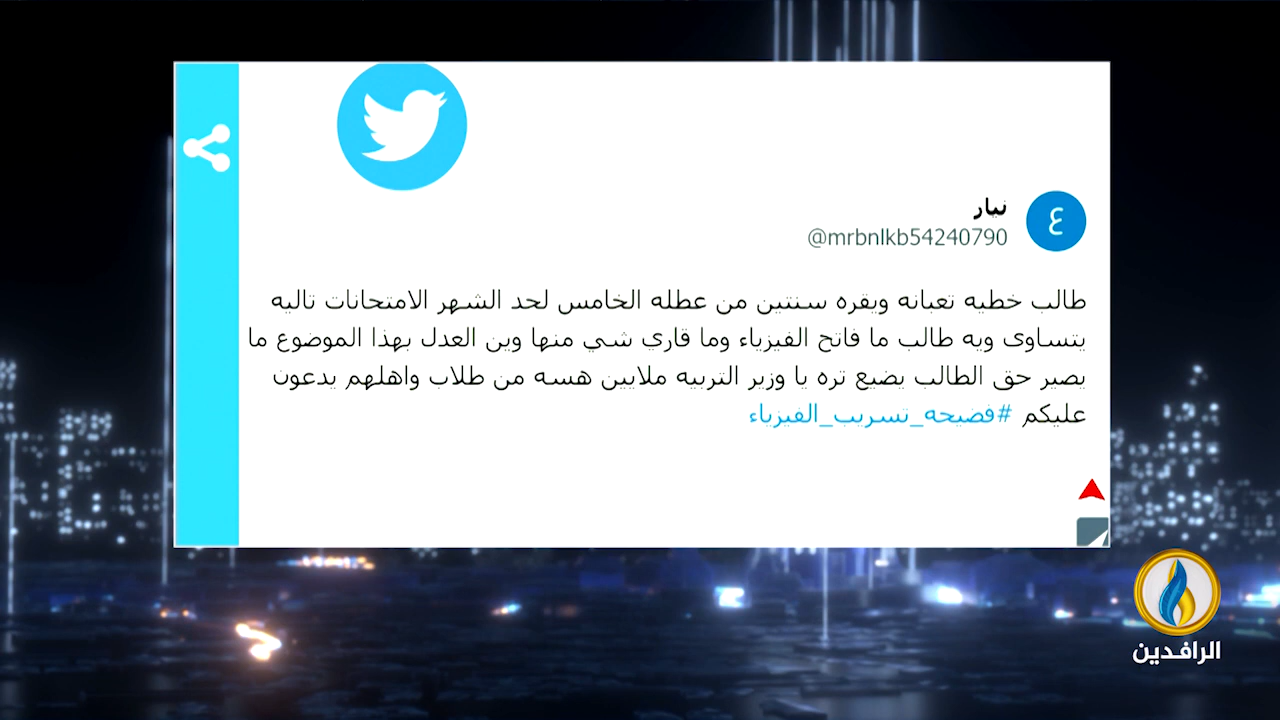 نيار
ع
@mrbnlkb54240790
طالب خطيه تعبانه ويقره سنتين من عطله الخامس لحد الشهر الامتحانات تاليه
يتساوى ويه طالب ما فاتح الفيزياء وما قاري شي منها وين العدل بهذا الموضوع ما
يصير حق الطالب يضيع تره يا وزير التربيه ملايين هسه من طلاب واهلهم يدعون
عليكم #فضيحه_تسريب_الفيزياء
الرافدين